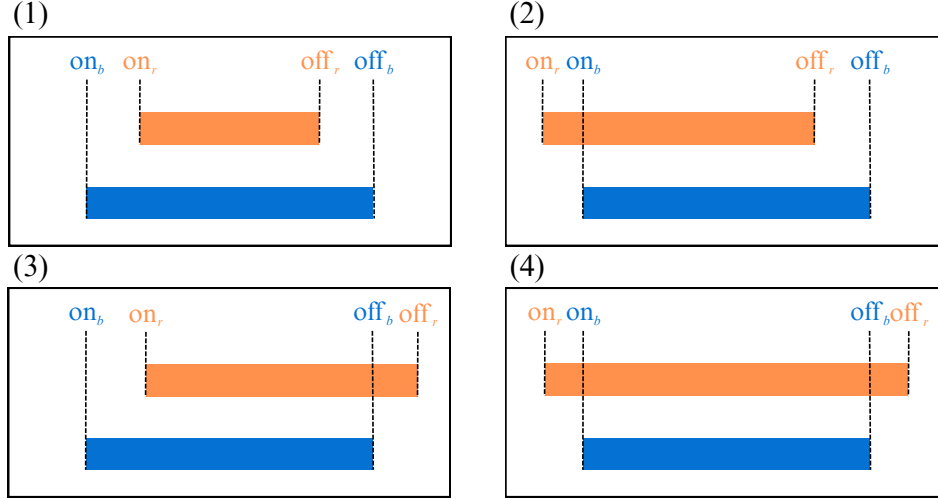 (1)
on_b on_r off_r off_b
(2)
on_r on_b off_r off_b
(3)
on_b on_r off_b off_r
(4)
on_r on_b off_b off_r